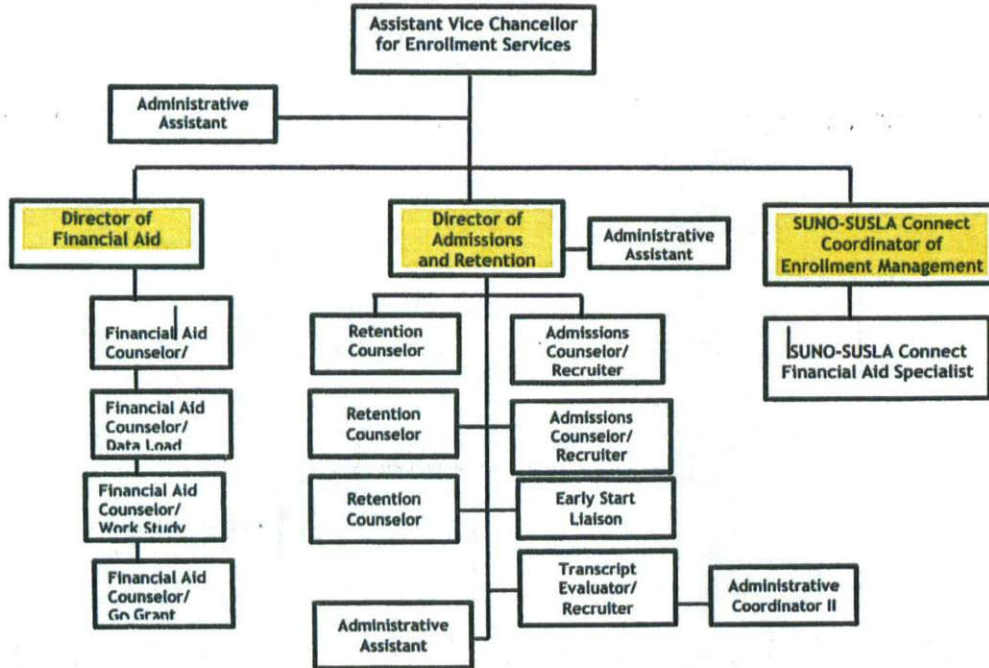 Assistant Vice Chancellor
for Enrollment Services
Administrative
Assistant
Director of
Financial Aid
Director of
Admissions
and Retention
Administrative
Assistant
SUNO-SUSLA Connect
Coordinator of
Enrollment Management
Financial Aid
Counselor/
Financial Aid
Counselor/
Data Load
Financial Aid
Counselor/
Work Study
Financial Aid
Counselor/
Go Grant
Retention
Counselor
Admissions
Counselor/
Recruiter
Retention
Counselor
Admissions
Counselor/
Recruiter
Retention
Counselor
Early Start
Liaison
Transcript
Evaluator/
Recruiter
Administrative
Coordinator II
Administrative
Assistant
SUNO-SUSLA Connect
Financial Aid Specialist